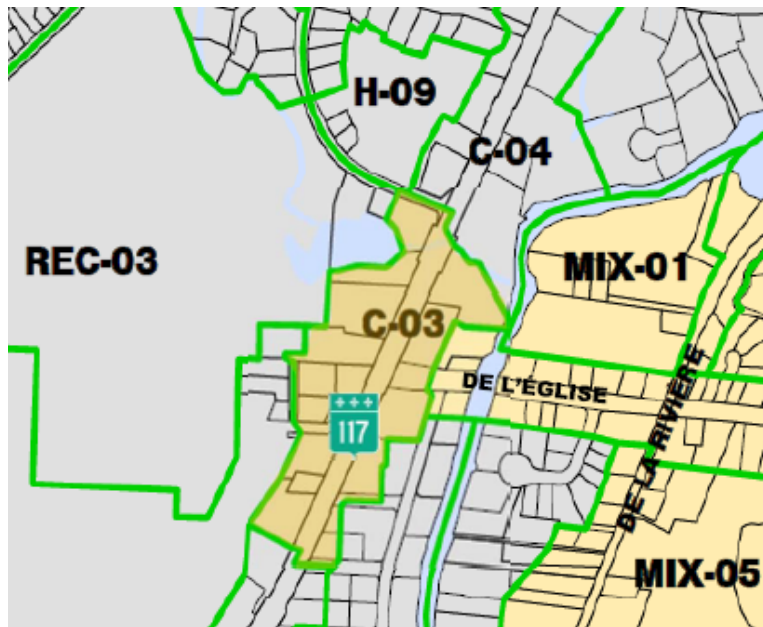 H-09
C-04
REC-03
MIX-01
C-03
DE L'ÉGLISE
117
DE LA RIVIÈRE
MIX-05